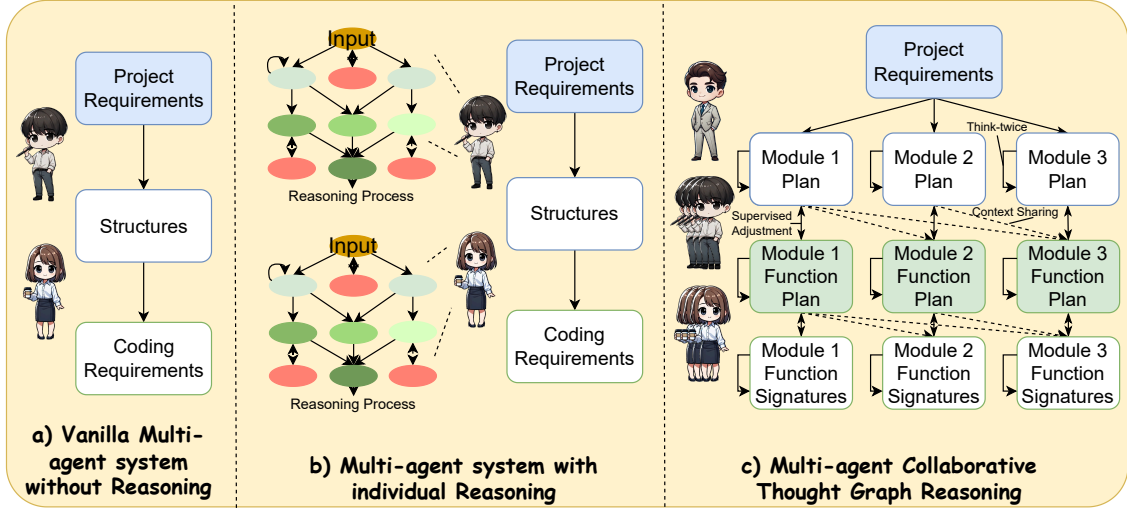 Project
Requirements
Structures
Coding
Requirements
a) Vanilla Multi-
agent system
without Reasoning
Input
Reasoning Process
Input
Reasoning Process
Project
Requirements
Structures
Coding
Requirements
b) Multi-agent system with
individual Reasoning
Project
Requirements
Think-twice
Module 1
Plan
Module 2
Plan
Module 3
Plan
Supervised
Adjustment
Context Sharing
Module 1
Function
Plan
Module 2
Function
Plan
Module 3
Function
Plan
Module 1
Function
Signatures
Module 2
Function
Signatures
Module 3
Function
Signatures
c) Multi-agent Collaborative
Thought Graph Reasoning